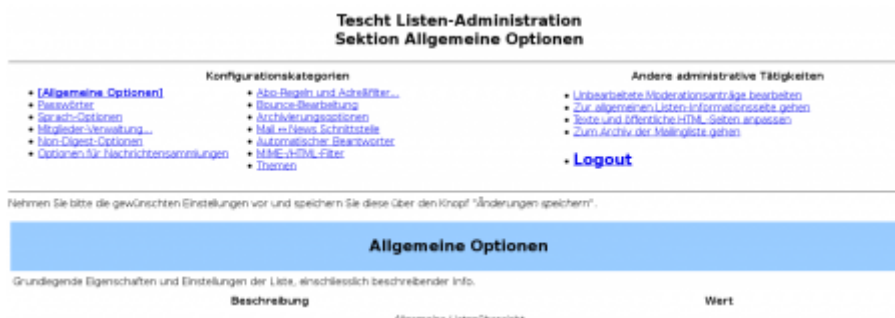 Tescht Listen-Administration
Sektion Allgemeine Optionen
Konfigurationskategorien
[Allgemeine Optionen]
Passwörter
Sprach-Optionen
Mitglieder-Verwaltung...
Non-Digest-Optionen
Optionen für Nachrichtensammlungen
Abo-Regeln und Adreßfilter...
Bounce-Bearbeitung
Archivierungsoptionen
Mail ↔ News Schnittstelle
Automatischer Beantworter
MIME-/HTML-Filter
Themen
Andere administrative Tätigkeiten
Unbearbeitete Moderationsanträge bearbeiten
Zur allgemeinen Listen-Informationsseite gehen
Texte und öffentliche HTML-Seiten anpassen
Zum Archiv der Mailingliste gehen
Logout
Nehmen Sie bitte die gewünschten Einstellungen vor und speichern Sie diese über den Knopf "Änderungen speichern".
Allgemeine Optionen
Grundlegende Eigenschaften und Einstellungen der Liste, einschliesslich beschreibender Info.
Beschreibung
Wert